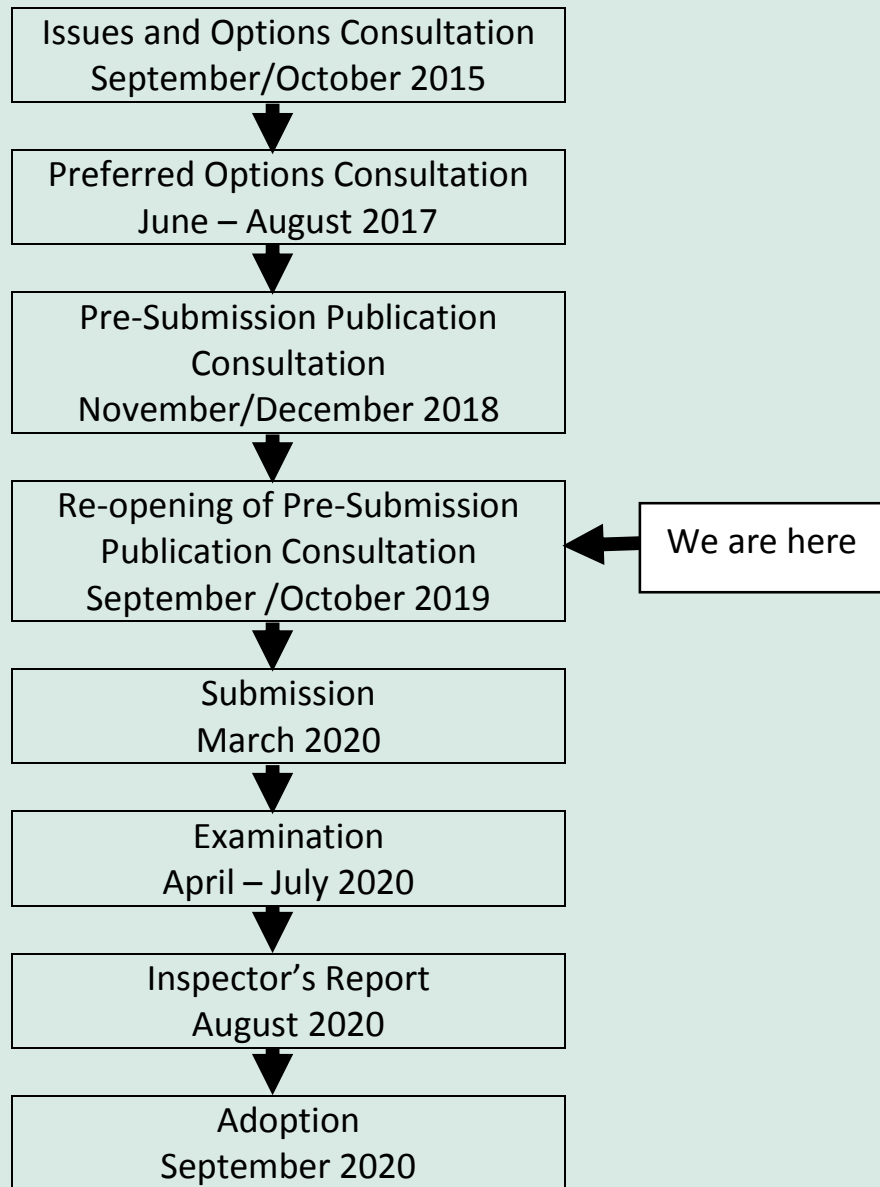 Issues and Options Consultation
September/October 2015
Preferred Options Consultation
June – August 2017
Pre-Submission Publication
Consultation
November/December 2018
Re-opening of Pre-Submission
Publication Consultation
September /October 2019
We are here
Submission
March 2020
Examination
April – July 2020
Inspector’s Report
August 2020
Adoption
September 2020